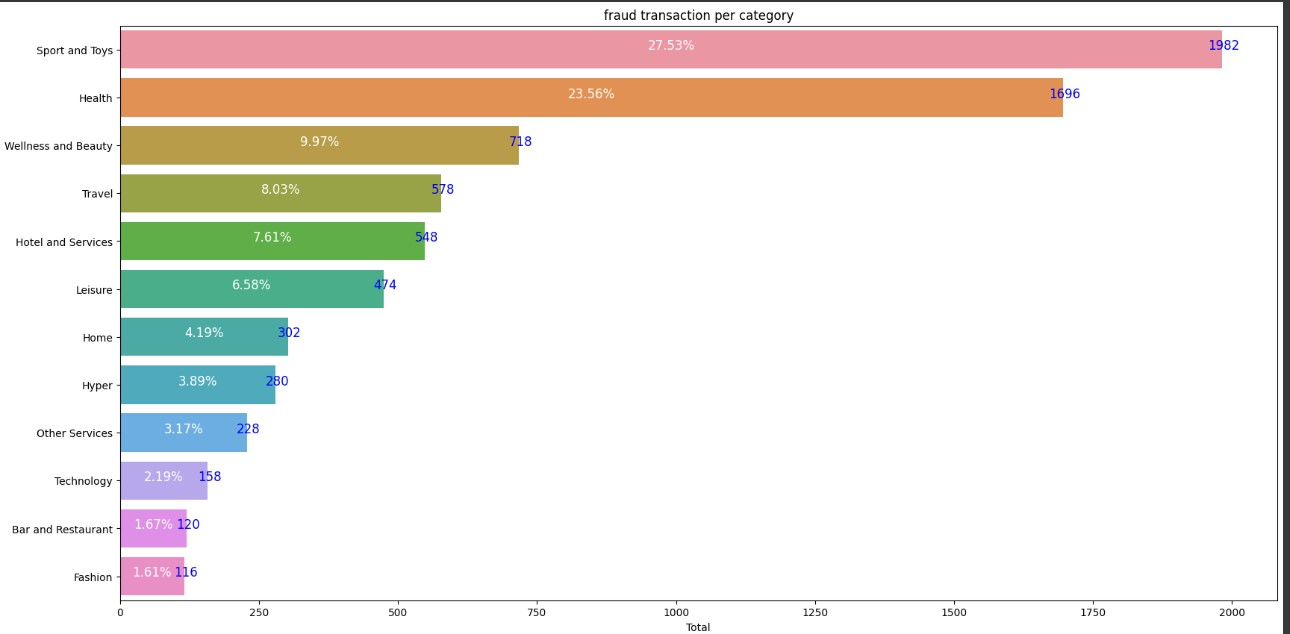 fraud transaction per category
Sport and Toys 27.53% 1982
Health 23.56% 1696
Wellness and Beauty 9.97% 718
Travel 8.03% 578
Hotel and Services 7.61% 548
Leisure 6.58% 474
Home 4.19% 302
Hyper 3.89% 280
Other Services 3.17% 228
Technology 2.19% 158
Bar and Restaurant 1.67% 120
Fashion 1.61% 116
0 250 500 750 1000 1250 1500 1750 2000
Total